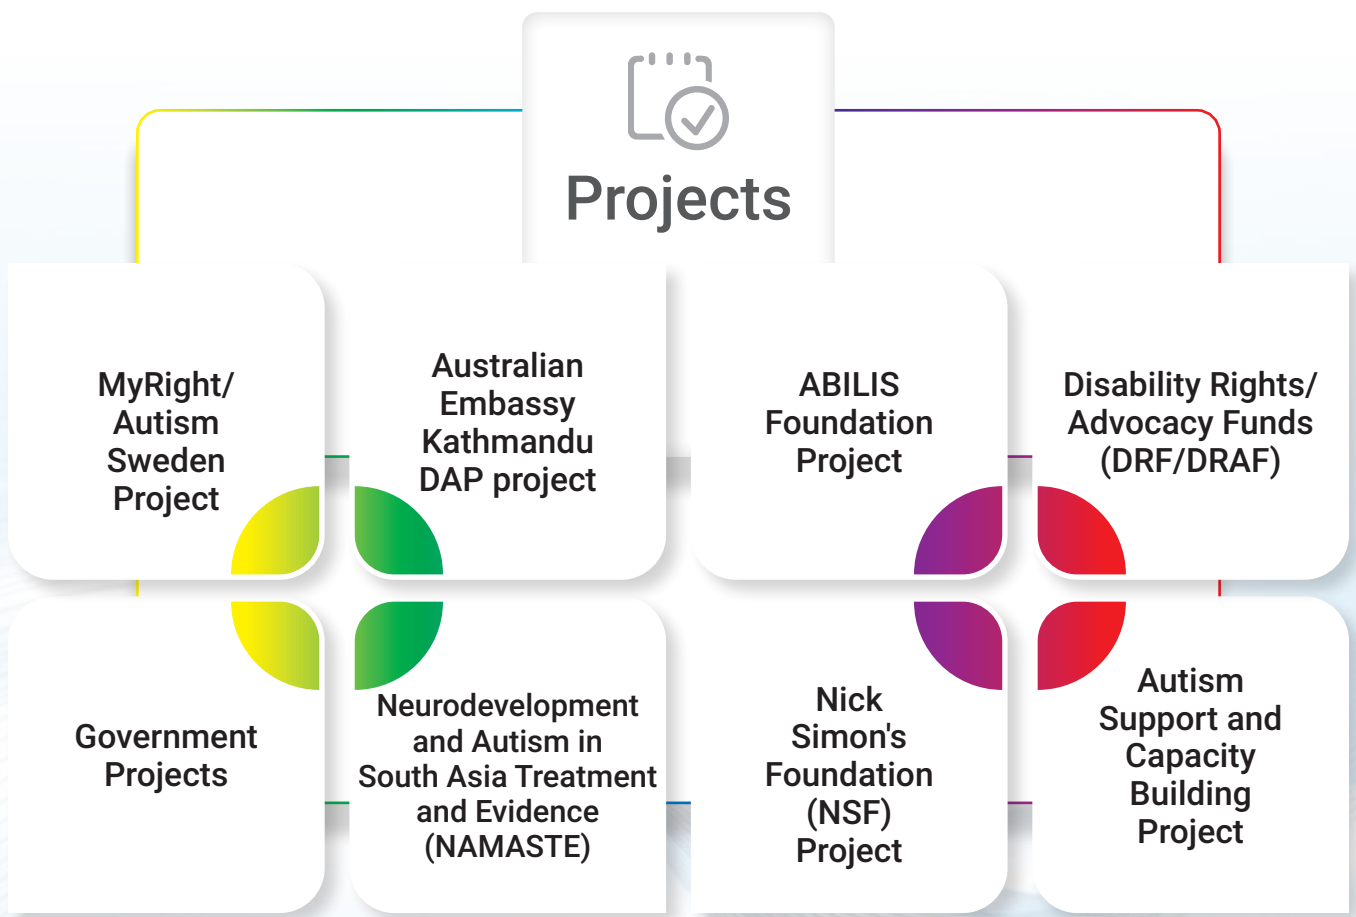 Projects
MyRight/
Autism
Sweden
Project
Australian
Embassy
Kathmandu
DAP project
ABILIS
Foundation
Project
Disability Rights/
Advocacy Funds
(DRF/DRAF)
Government
Projects
Neurodevelopment
and Autism in
South Asia Treatment
and Evidence
(NAMASTE)
Nick
Simon's
Foundation
(NSF)
Project
Autism
Support and
Capacity
Building
Project